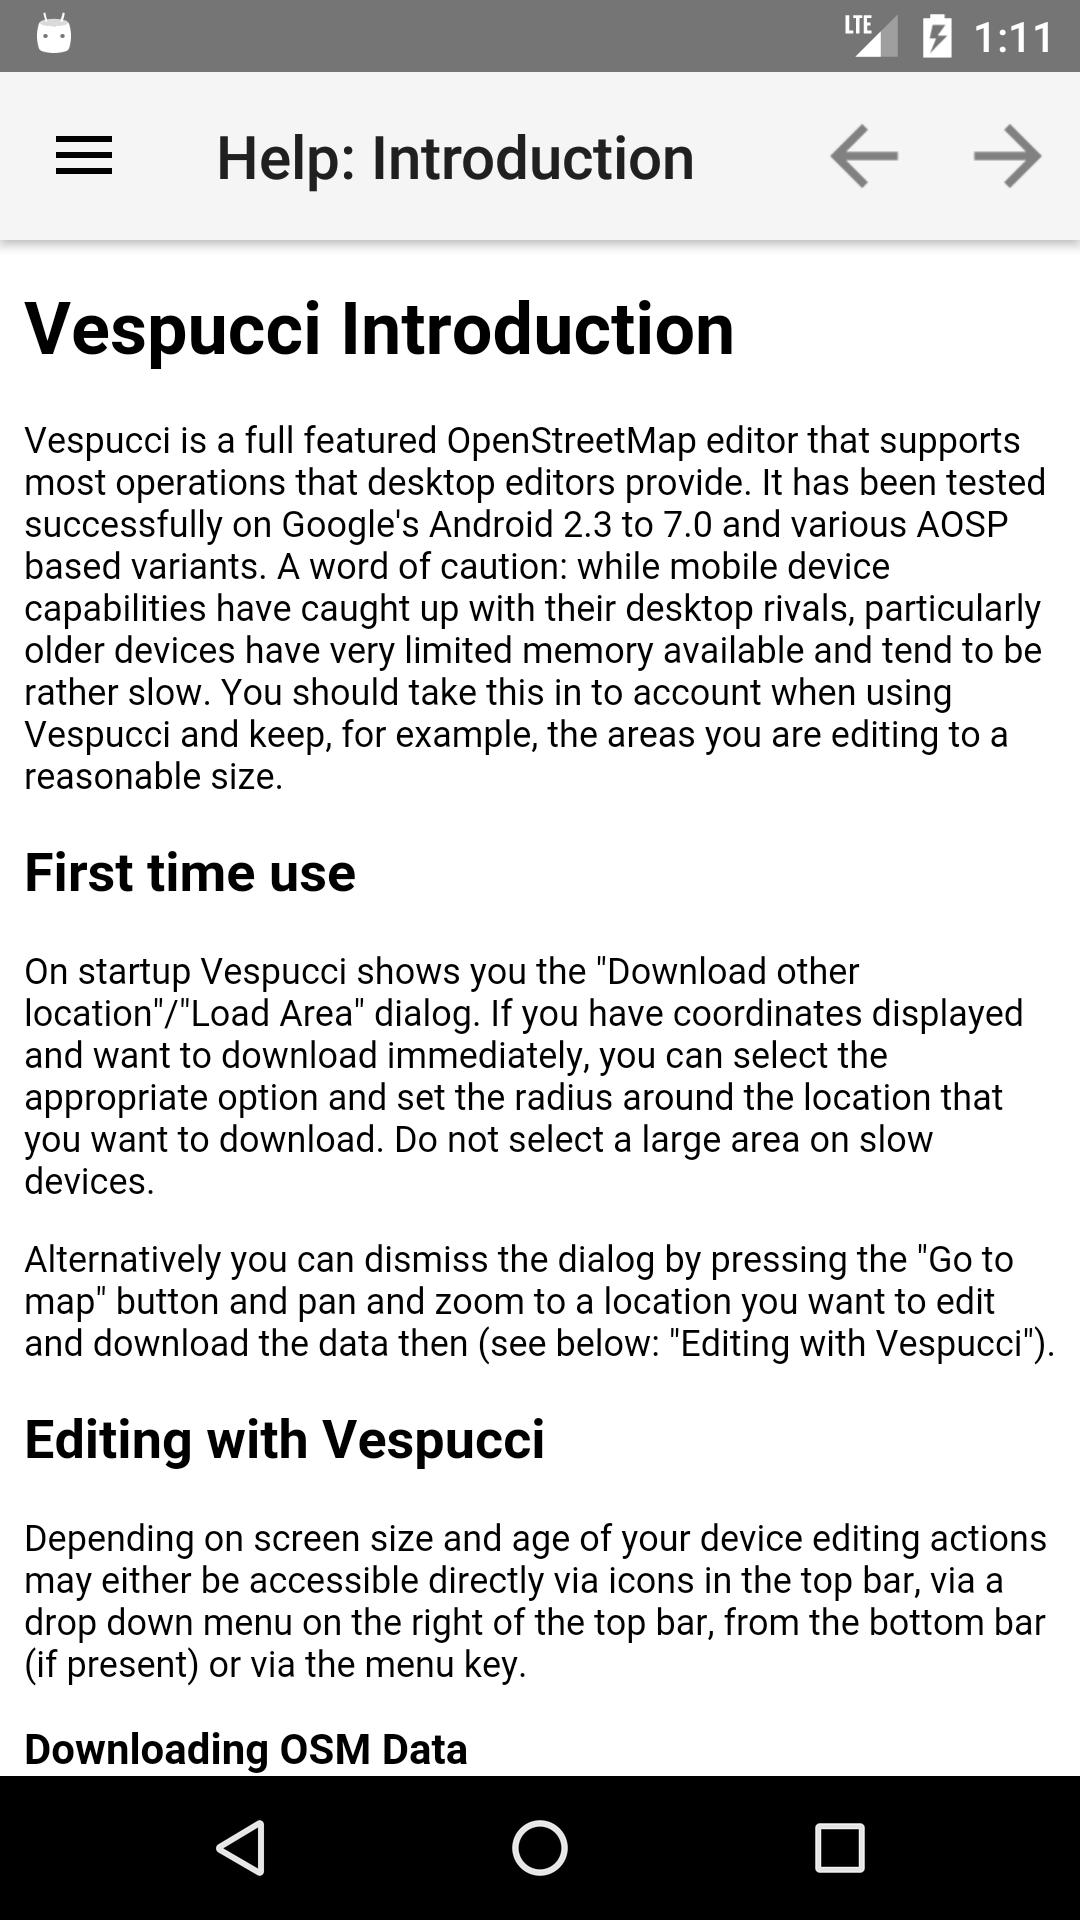 LTE 1:11
Help: Introduction
Vespucci Introduction
Vespucci is a full featured OpenStreetMap editor that supports
most operations that desktop editors provide. It has been tested
successfully on Google's Android 2.3 to 7.0 and various AOSP
based variants. A word of caution: while mobile device
capabilities have caught up with their desktop rivals, particularly
older devices have very limited memory available and tend to be
rather slow. You should take this in to account when using
Vespucci and keep, for example, the areas you are editing to a
reasonable size.
First time use
On startup Vespucci shows you the "Download other
location"/"Load Area" dialog. If you have coordinates displayed
and want to download immediately, you can select the
appropriate option and set the radius around the location that
you want to download. Do not select a large area on slow
devices.
Alternatively you can dismiss the dialog by pressing the "Go to
map" button and pan and zoom to a location you want to edit
and download the data then (see below: "Editing with Vespucci").
Editing with Vespucci
Depending on screen size and age of your device editing actions
may either be accessible directly via icons in the top bar, via a
drop down menu on the right of the top bar, from the bottom bar
(if present) or via the menu key.
Downloading OSM Data